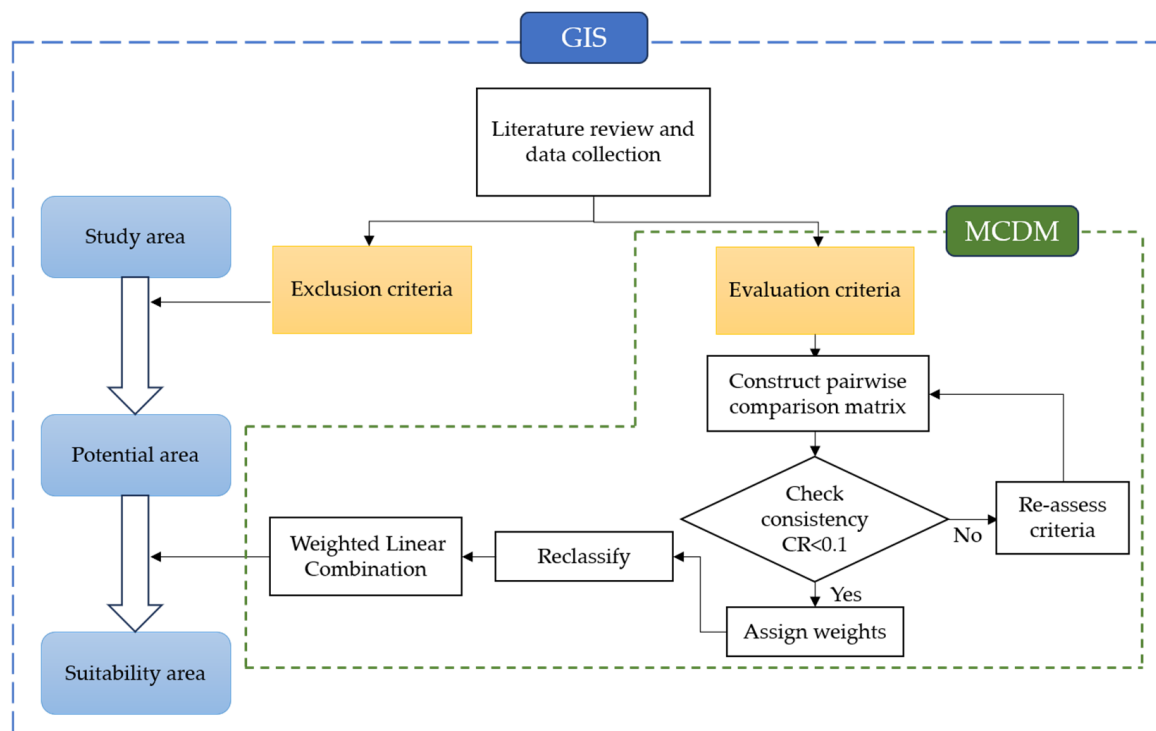 GIS
Literature review and
data collection
Study area
MCDM
Exclusion criteria
Evaluation criteria
Construct pairwise
comparison matrix
Potential area
Check
consistency
CR<0.1
No
Re-assess
criteria
Yes
Assign weights
Reclassify
Weighted Linear
Combination
Suitability area